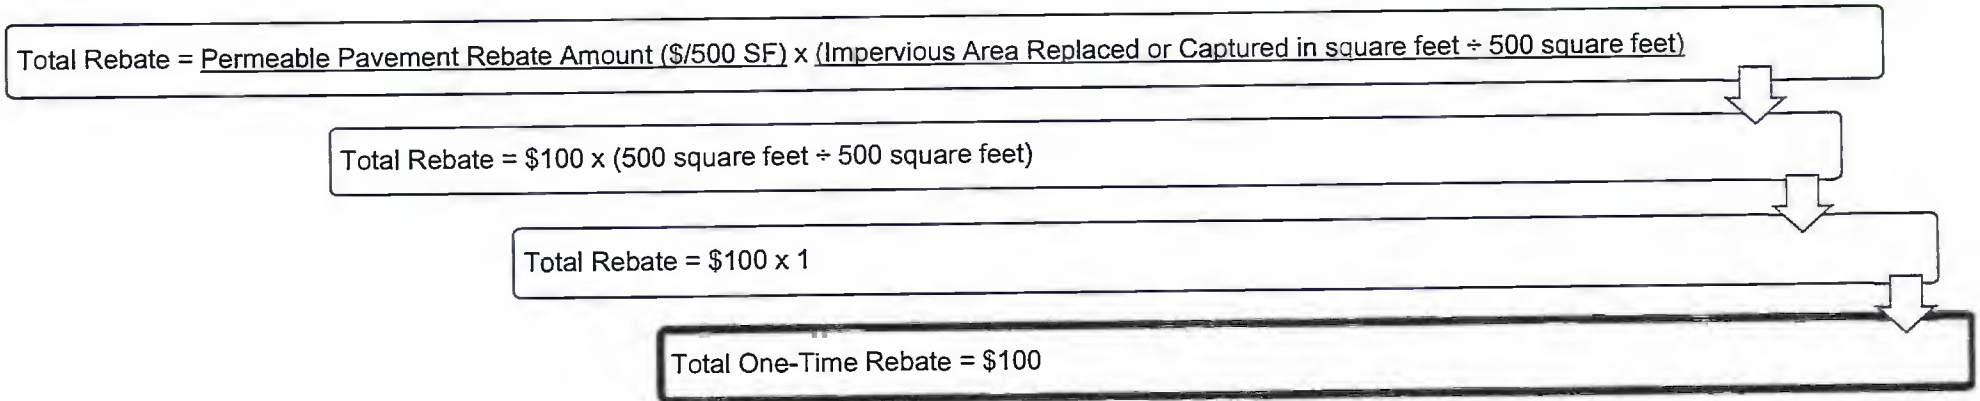 Total Rebate = Permeable Pavement Rebate Amount ($/500 SF) x (Impervious Area Replaced or Captured in square feet ÷ 500 square feet)
Total Rebate = $100 x (500 square feet ÷ 500 square feet)
Total Rebate = $100 x 1
Total One-Time Rebate = $100